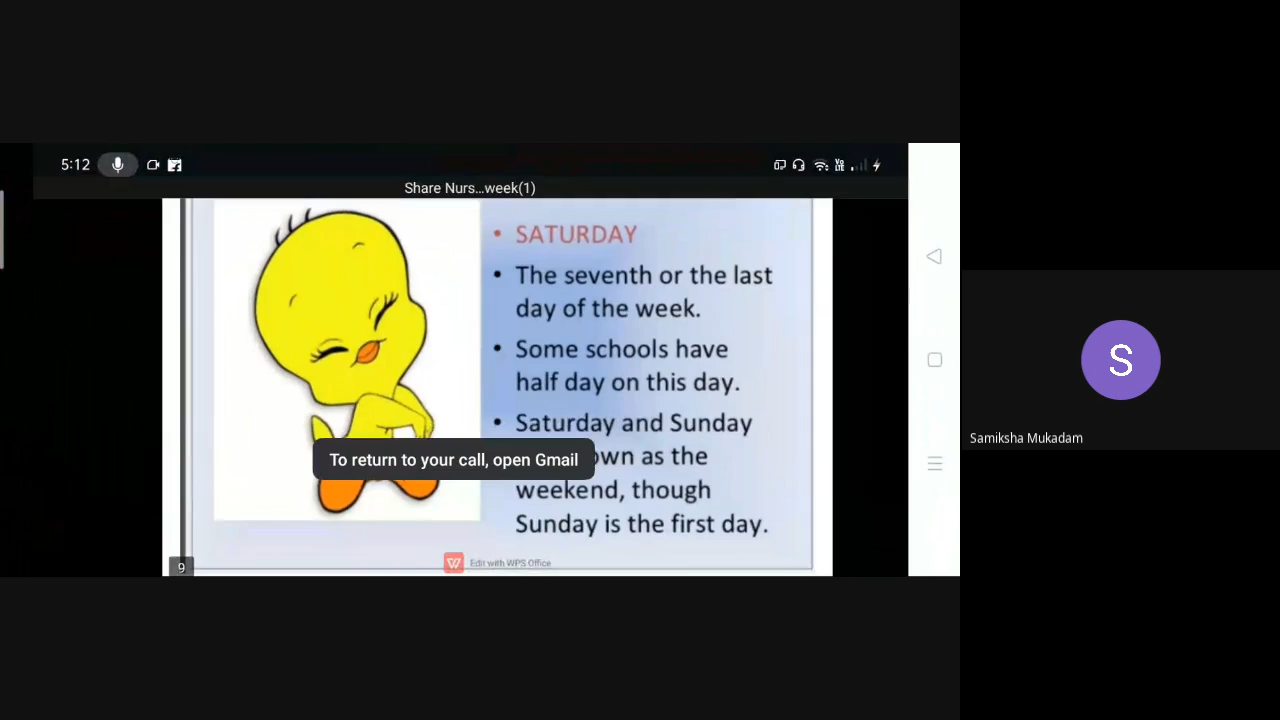 5:12
Share Nurs...week(1)
• SATURDAY
• The seventh or the last
day of the week.
• Some schools have
half day on this day.
• Saturday and Sunday
own as the
weekend, though
Sunday is the first day.
To return to your call, open Gmail
9
Edit with WPS Office
S
Samiksha Mukadam